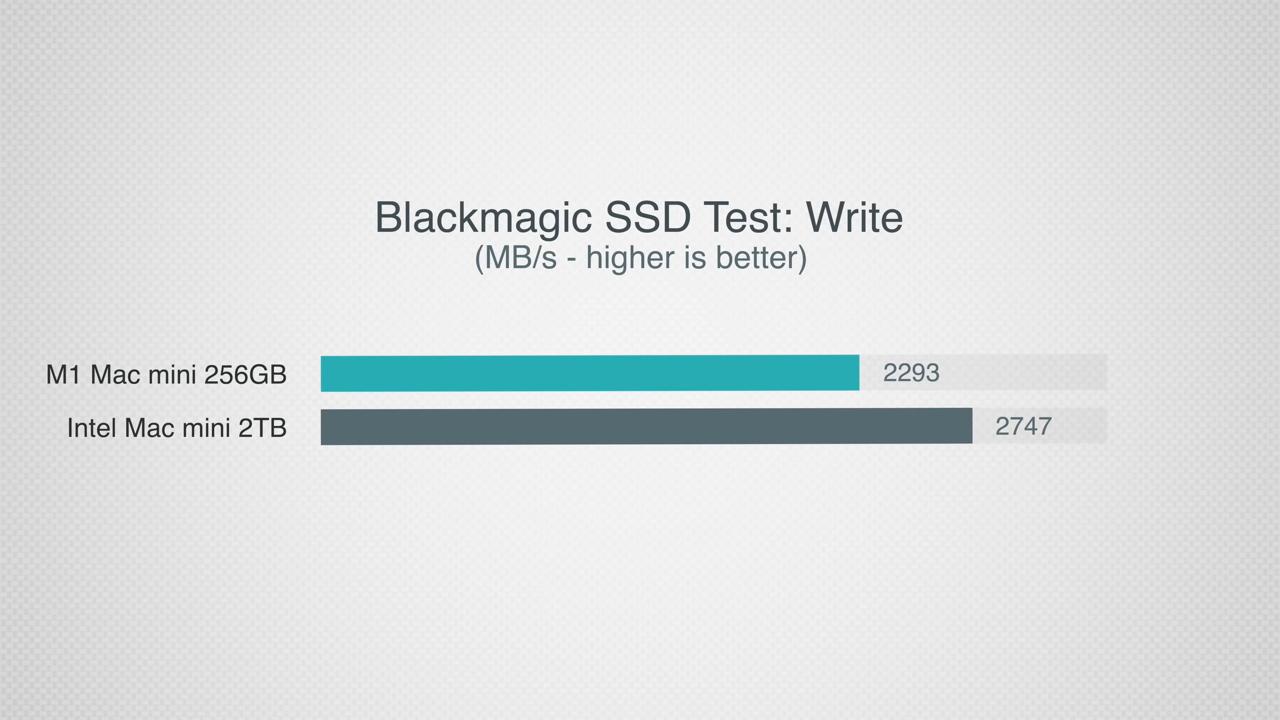 Blackmagic SSD Test: Write
(MB/s - higher is better)
M1 Mac mini 256GB 2293
Intel Mac mini 2TB 2747